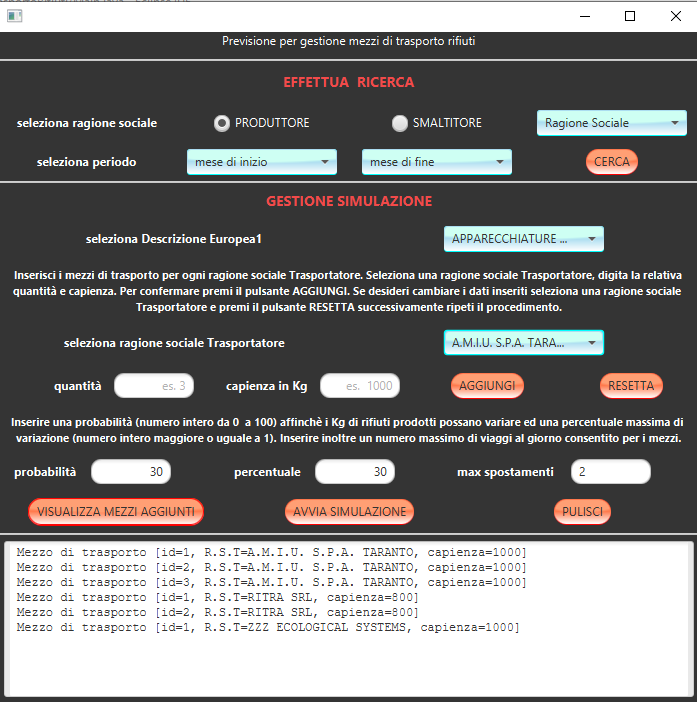 Previsione per gestione mezzi di trasporto rifiuti
EFFETTUA RICERCA
seleziona ragione sociale PRODUTTORE SMALTITORE Ragione Sociale
seleziona periodo mese di inizio mese di fine CERCA
GESTIONE SIMULAZIONE
seleziona Descrizione Europea1 APPARECCHIATURE ...
Inserisci i mezzi di trasporto per ogni ragione sociale Trasportatore. Seleziona una ragione sociale Trasportatore, digita la relativa
quantità e capienza. Per confermare premi il pulsante AGGIUNGI. Se desideri cambiare i dati inseriti seleziona una ragione sociale
Trasportatore e premi il pulsante RESETTA successivamente ripeti il procedimento.
seleziona ragione sociale Trasportatore A.M.I.U. S.P.A. TARA...
quantità es. 3 capienza in Kg es. 1000 AGGIUNGI RESETTA
Inserire una probabilità (numero intero da 0 a 100) affinchè i Kg di rifiuti prodotti possano variare ed una percentuale massima di
variazione (numero intero maggiore o uguale a 1). Inserire inoltre un numero massimo di viaggi al giorno consentito per i mezzi.
probabilità 30 percentuale 30 max spostamenti 2
VISUALIZZA MEZZI AGGIUNTI AVVIA SIMULAZIONE PULISCI
Mezzo di trasporto [id=1, R.S.T=A.M.I.U. S.P.A. TARANTO, capienza=1000]
Mezzo di trasporto [id=2, R.S.T=A.M.I.U. S.P.A. TARANTO, capienza=1000]
Mezzo di trasporto [id=3, R.S.T=A.M.I.U. S.P.A. TARANTO, capienza=1000]
Mezzo di trasporto [id=1, R.S.T=RITRA SRL, capienza=800]
Mezzo di trasporto [id=2, R.S.T=RITRA SRL, capienza=800]
Mezzo di trasporto [id=1, R.S.T=ZZZ ECOLOGICAL SYSTEMS, capienza=1000]